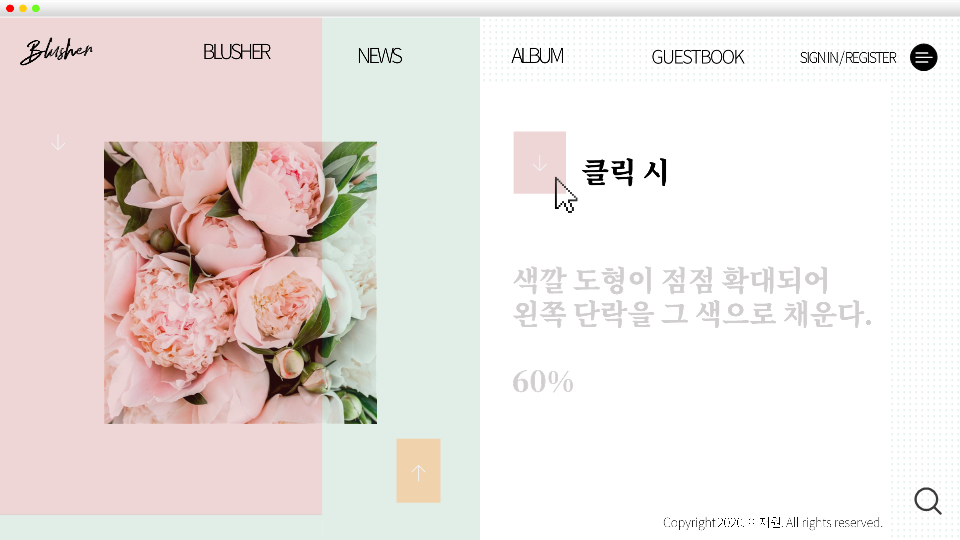 Blusher
BLUSHER
NEWS
ALBUM
GUESTBOOK
SIGN IN / REGISTER
클릭 시
색깔 도형이 점점 확대되어
왼쪽 단락을 그 색으로 채운다.
60%
Copyright 2020. 지원. All rights reserved.